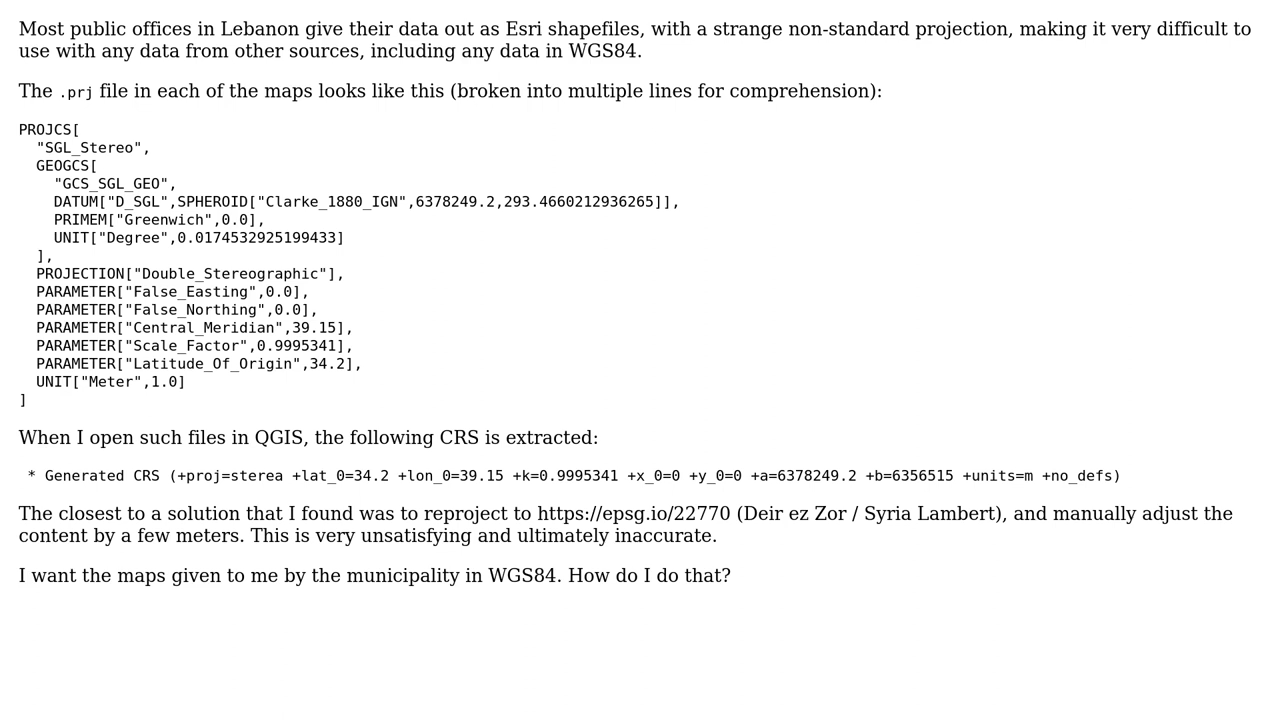 Most public offices in Lebanon give their data out as Esri shapefiles, with a strange non-standard projection, making it very difficult to
use with any data from other sources, including any data in WGS84.
The .prj file in each of the maps looks like this (broken into multiple lines for comprehension):
PROJCS[
  "SGL_Stereo",
  GEOGCS[
    "GCS_SGL_GEO",
    DATUM["D_SGL",SPHEROID["Clarke_1880_IGN",6378249.2,293.4660212936265]],
    PRIMEM["Greenwich",0.0],
    UNIT["Degree",0.0174532925199433]
  ],
  PROJECTION["Double_Stereographic"],
  PARAMETER["False_Easting",0.0],
  PARAMETER["False_Northing",0.0],
  PARAMETER["Central_Meridian",39.15],
  PARAMETER["Scale_Factor",0.9995341],
  PARAMETER["Latitude_Of_Origin",34.2],
  UNIT["Meter",1.0]
]
When I open such files in QGIS, the following CRS is extracted:
 * Generated CRS (+proj=sterea +lat_0=34.2 +lon_0=39.15 +k=0.9995341 +x_0=0 +y_0=0 +a=6378249.2 +b=6356515 +units=m +no_defs)
The closest to a solution that I found was to reproject to https://epsg.io/22770 (Deir ez Zor / Syria Lambert), and manually adjust the
content by a few meters. This is very unsatisfying and ultimately inaccurate.
I want the maps given to me by the municipality in WGS84. How do I do that?